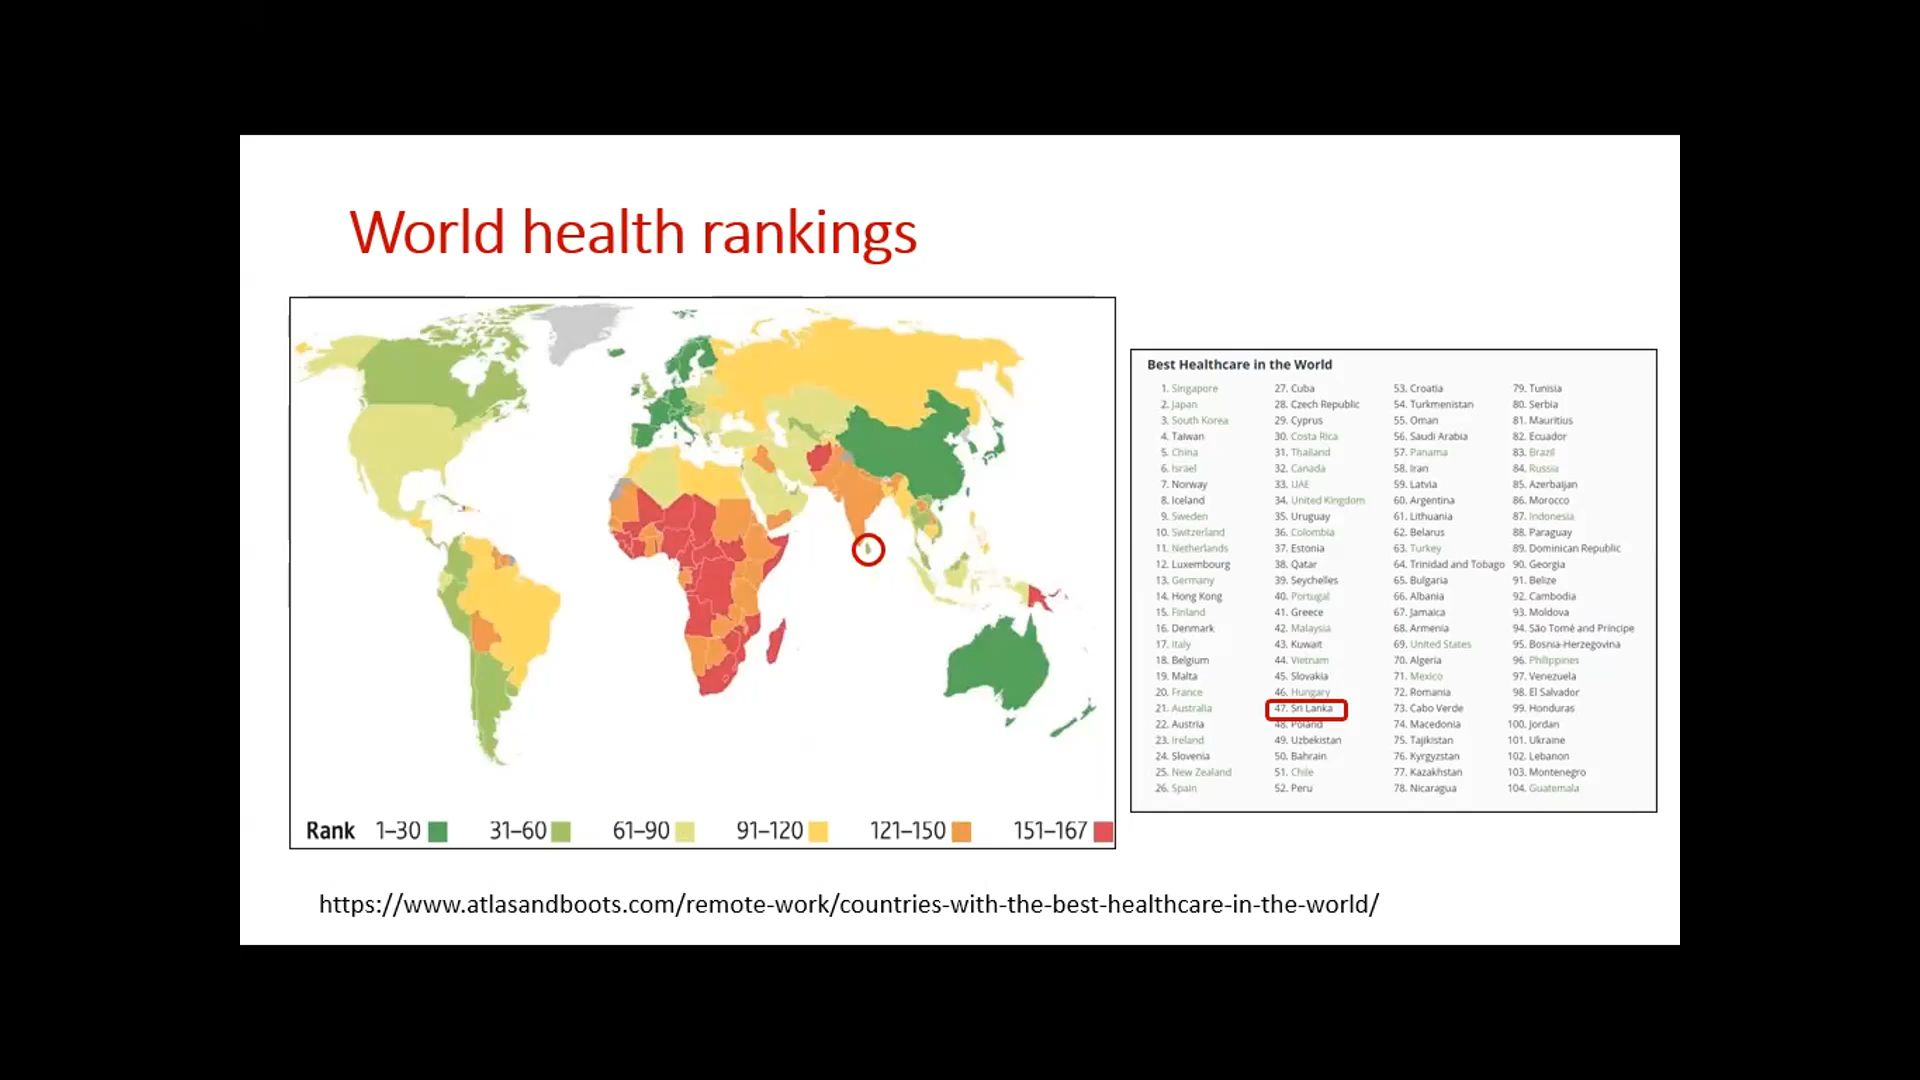 World health rankings
Rank 1–30 31–60 61–90 91–120 121–150 151–167
Best Healthcare in the World
1. Singapore
2. Japan
3. South Korea
4. Taiwan
5. China
6. Israel
7. Norway
8. Iceland
9. Sweden
10. Switzerland
11. Netherlands
12. Luxembourg
13. Germany
14. Hong Kong
15. Finland
16. Denmark
17. Italy
18. Belgium
19. Malta
20. France
21. Australia
22. Austria
23. Ireland
24. Slovenia
25. New Zealand
26. Spain
27. Cuba
28. Czech Republic
29. Cyprus
30. Costa Rica
31. Thailand
32. Canada
33. UAE
34. United Kingdom
35. Uruguay
36. Colombia
37. Estonia
38. Qatar
39. Seychelles
40. Portugal
41. Greece
42. Malaysia
43. Kuwait
44. Vietnam
45. Slovakia
46. Hungary
47. Sri Lanka
48. Poland
49. Uzbekistan
50. Bahrain
51. Chile
52. Peru
53. Croatia
54. Turkmenistan
55. Oman
56. Saudi Arabia
57. Panama
58. Iran
59. Latvia
60. Argentina
61. Lithuania
62. Belarus
63. Turkey
64. Trinidad and Tobago
65. Bulgaria
66. Albania
67. Jamaica
68. Armenia
69. United States
70. Algeria
71. Mexico
72. Romania
73. Cabo Verde
74. Macedonia
75. Tajikistan
76. Kyrgyzstan
77. Kazakhstan
78. Nicaragua
79. Tunisia
80. Serbia
81. Mauritius
82. Ecuador
83. Brazil
84. Russia
85. Azerbaijan
86. Morocco
87. Indonesia
88. Paraguay
89. Dominican Republic
90. Georgia
91. Belize
92. Cambodia
93. Moldova
94. São Tomé and Príncipe
95. Bosnia-Herzegovina
96. Philippines
97. Venezuela
98. El Salvador
99. Honduras
100. Jordan
101. Ukraine
102. Lebanon
103. Montenegro
104. Guatemala
https://www.atlasandboots.com/remote-work/countries-with-the-best-healthcare-in-the-world/